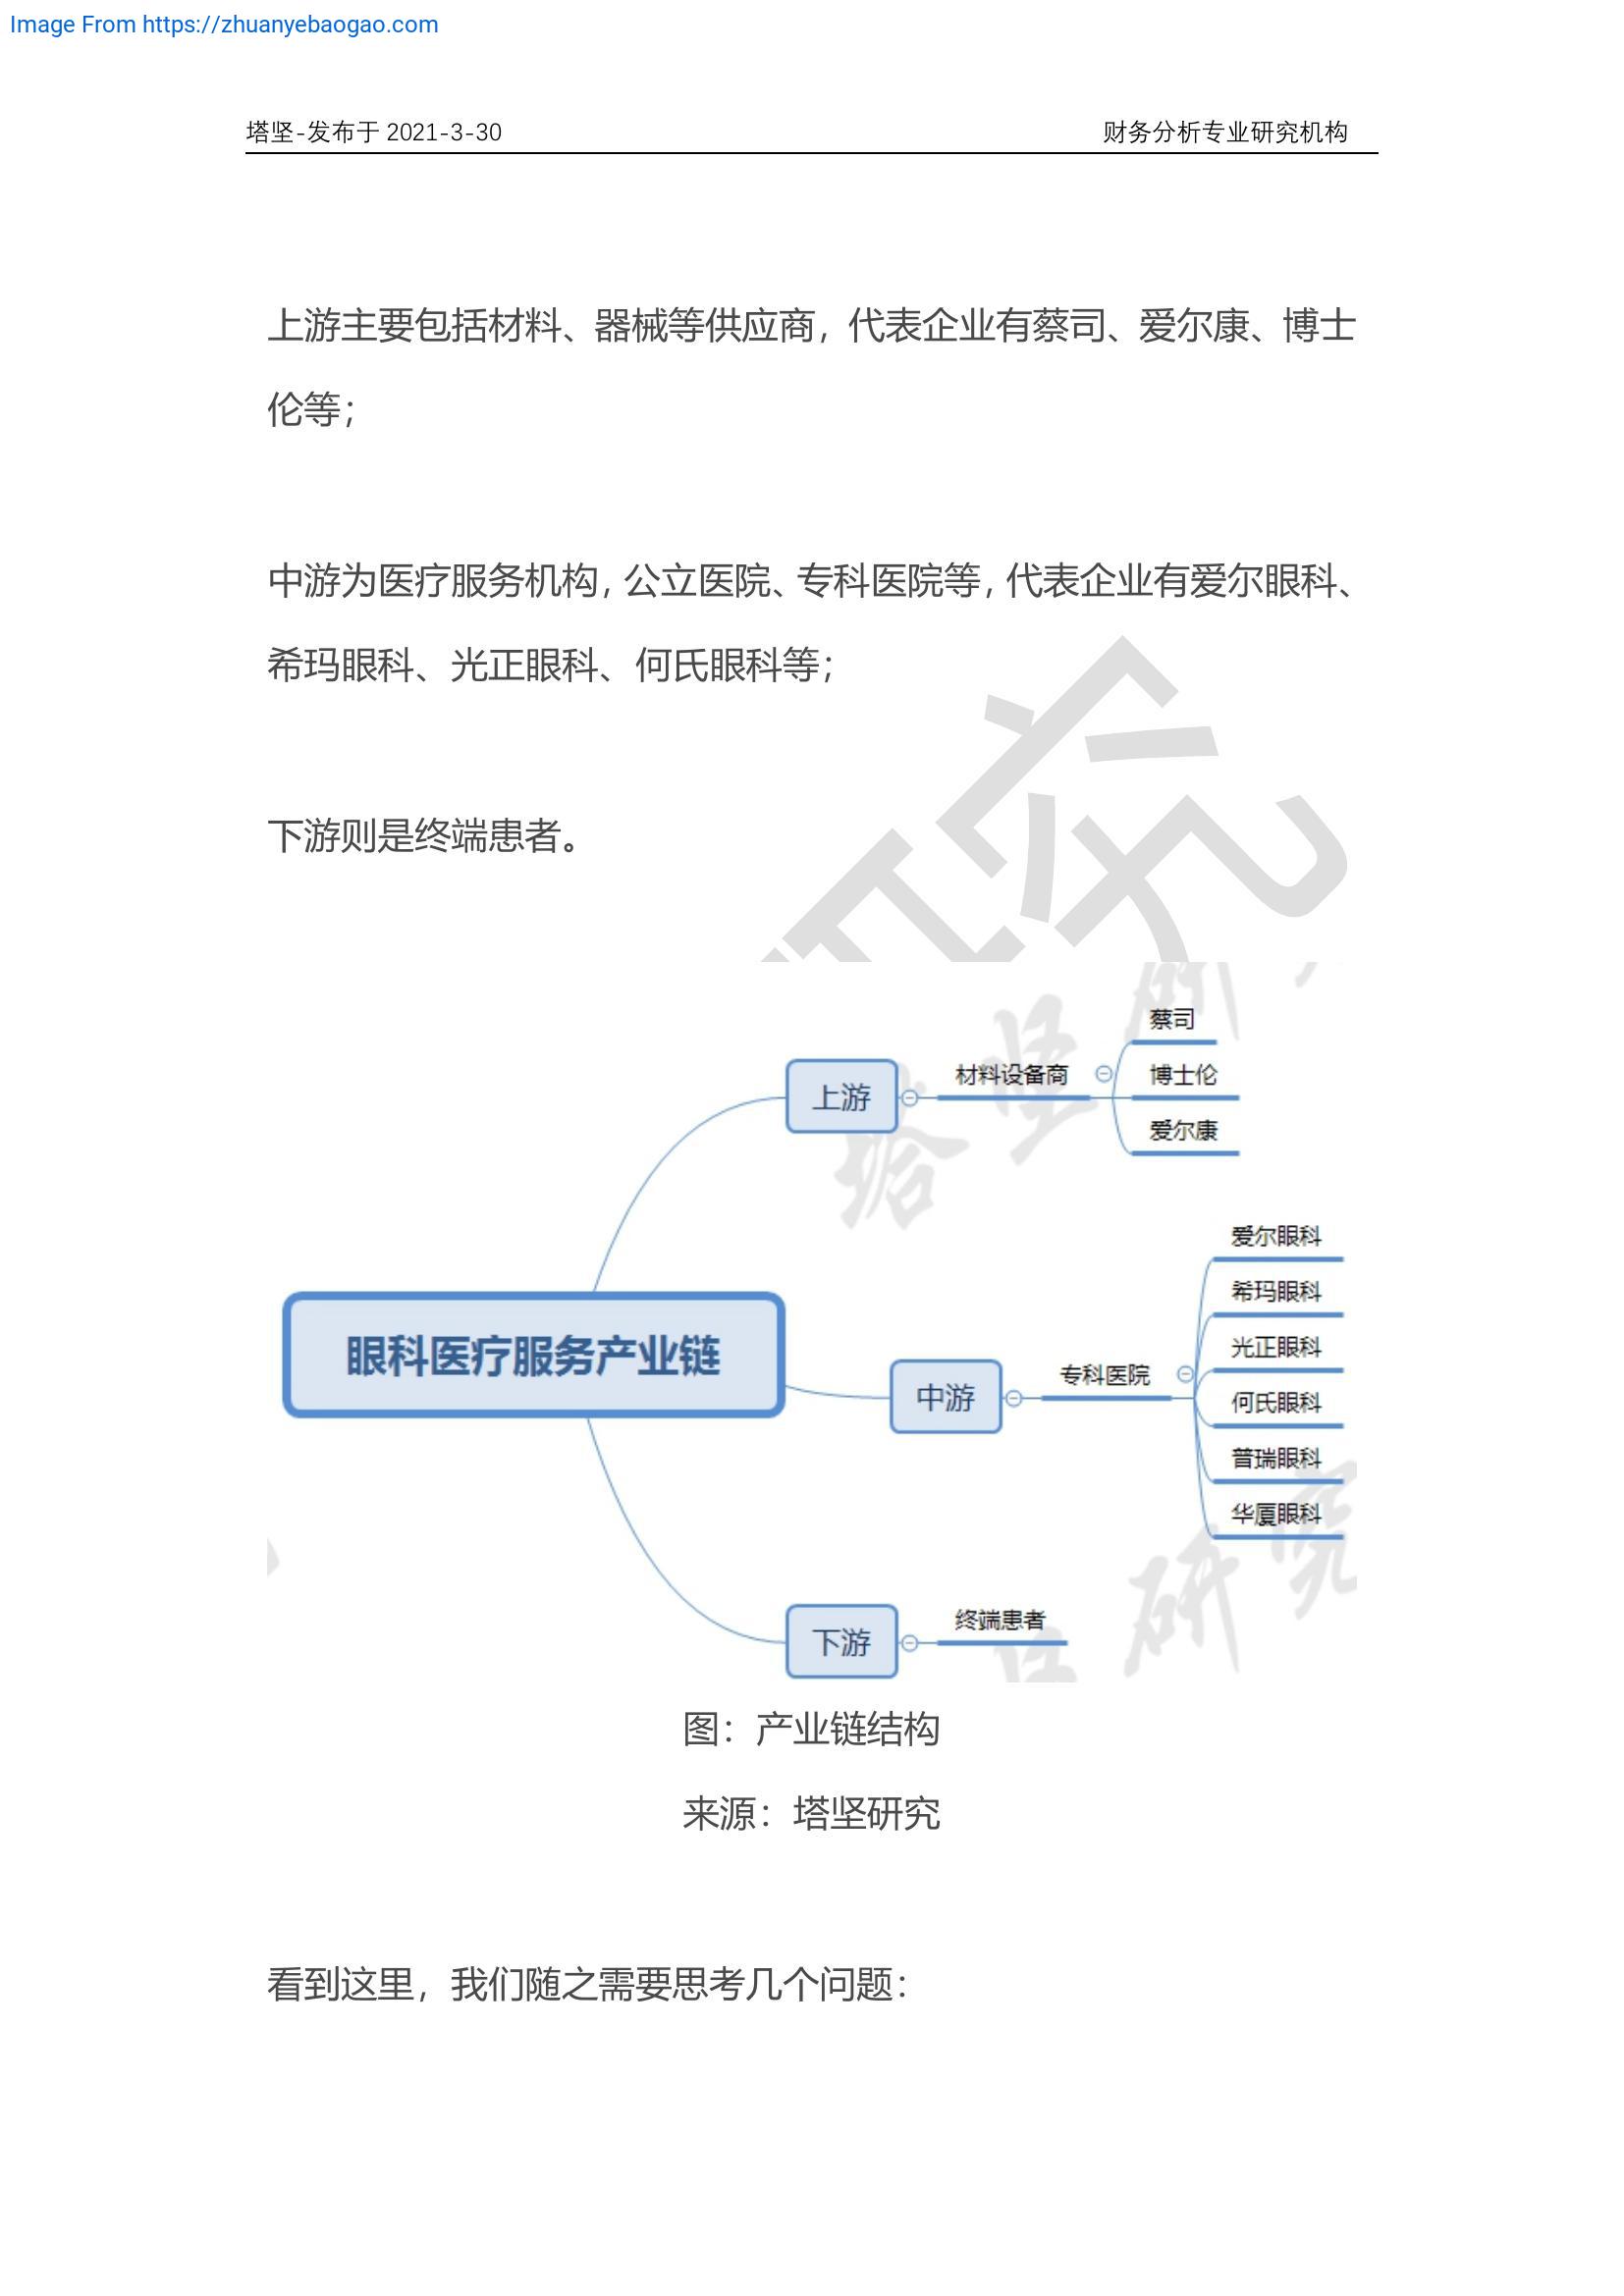 Image From https://zhuanyebaogao.com
塔坚-发布于 2021-3-30 财务分析专业研究机构
上游主要包括材料、器械等供应商，代表企业有蔡司、爱尔康、博士
伦等；
中游为医疗服务机构，公立医院、专科医院等，代表企业有爱尔眼科、
希玛眼科、光正眼科、何氏眼科等；
下游则是终端患者。
研究
塔坚研
蔡司
上游
材料设备商
博士伦
爱尔康
爱尔眼科
希玛眼科
光正眼科
眼科医疗服务产业链
中游
专科医院
何氏眼科
普瑞眼科
华厦眼科
研究
下游
终端患者
图：产业链结构
来源：塔坚研究
看到这里，我们随之需要思考几个问题：